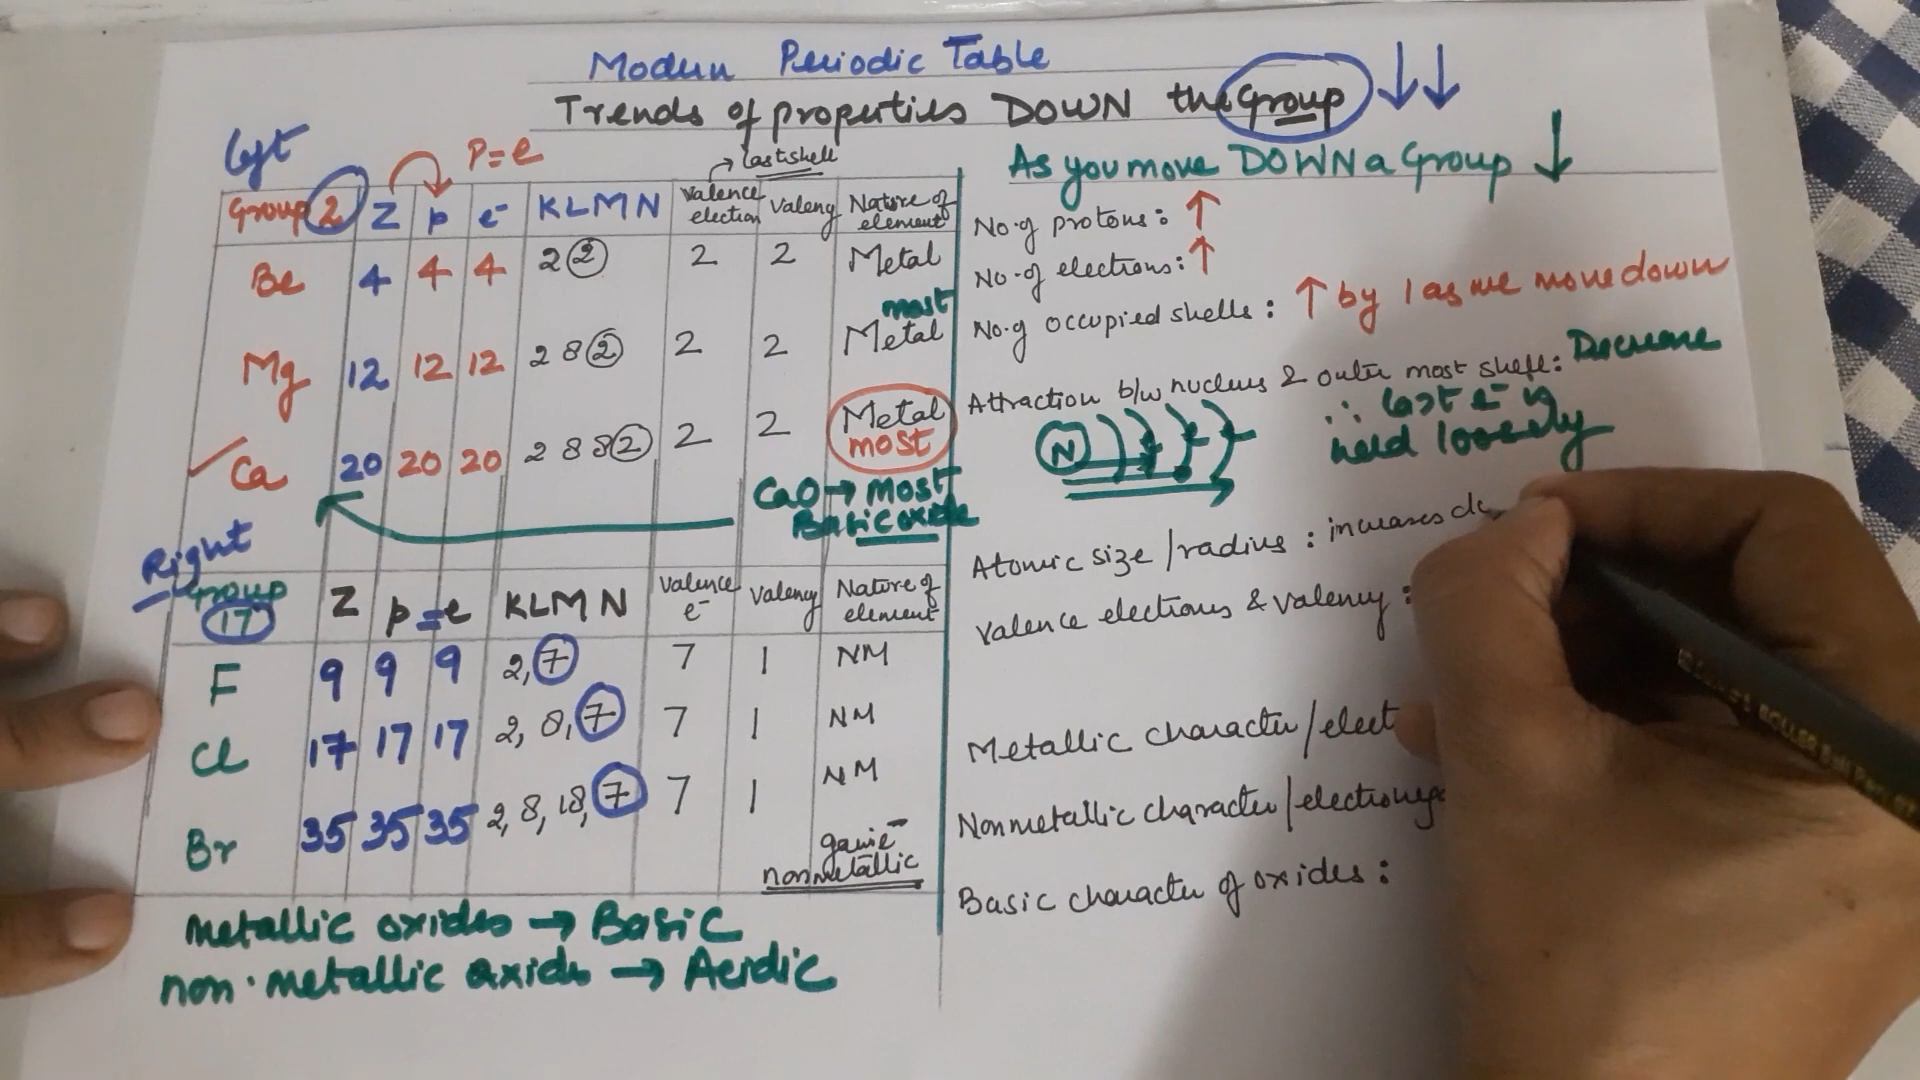 Modern Periodic Table
Trends of properties DOWN the Group ↓↓
left
P=e
→ last shell
Group 2 Z p e⁻ KLMN Valence election Valency Nature of element
Be 4 4 4 2 2 2 2 Metal
most
Mg 12 12 12 2 8 2 2 2 Metal
Ca 20 20 20 2 8 8 2 2 2 Metal
most
CaO → most
Basic oxide
Right
Group 17 Z p = e KLMN Valence e⁻ Valency Nature of element
F 9 9 9 2, 7 7 1 NM
Cl 17 17 17 2, 8, 7 7 1 NM
Br 35 35 35 2, 8, 18, 7 7 1 NM
gain e⁻
nonmetallic
Metallic oxides → Basic
non-metallic oxides → Acidic
As you move DOWN a Group ↓
No. of protons: ↑
No. of elections: ↑
No. of occupied shells: ↑ by 1 as we move down
Attraction b/w nucleus & outer most shell: Decrease
∴ last e⁻ is
held loosely
N
Atomic size / radius : increases
Valence elections & valency :
Metallic character / elect
Nonmetallic character / electronega
Basic character of oxides :